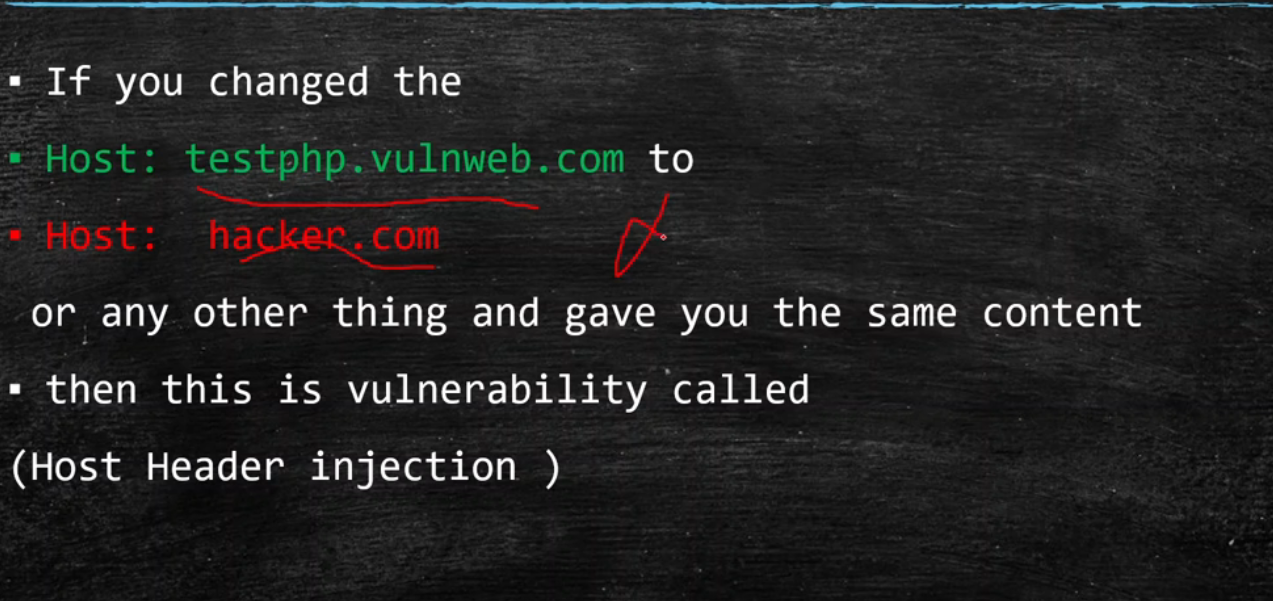 ▪ If you changed the
▪ Host: testphp.vulnweb.com to
▪ Host: hacker.com
or any other thing and gave you the same content
▪ then this is vulnerability called
(Host Header injection )